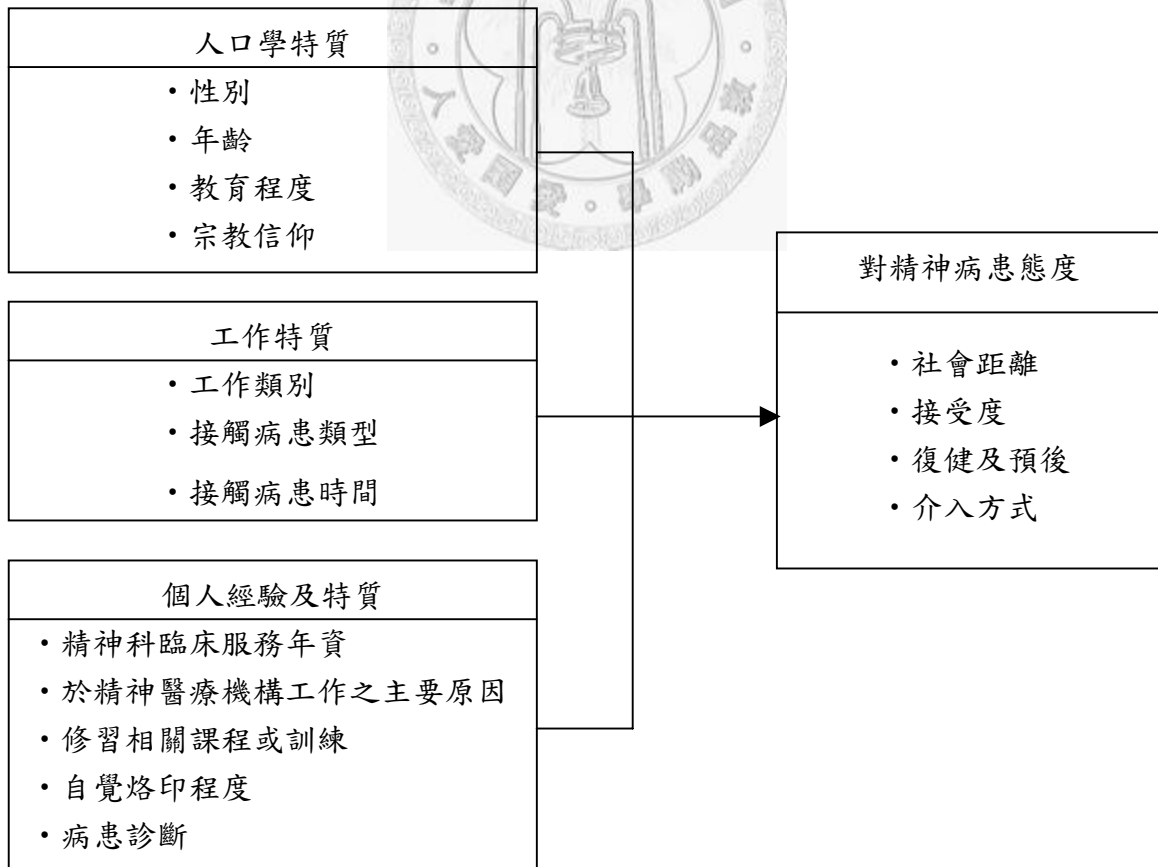 人口學特質
・性別
・年齡
・教育程度
・宗教信仰
工作特質
・工作類別
・接觸病患類型
・接觸病患時間
個人經驗及特質
・精神科臨床服務年資
・於精神醫療機構工作之主要原因
・修習相關課程或訓練
・自覺烙印程度
・病患診斷
對精神病患態度
・社會距離
・接受度
・復健及預後
・介入方式